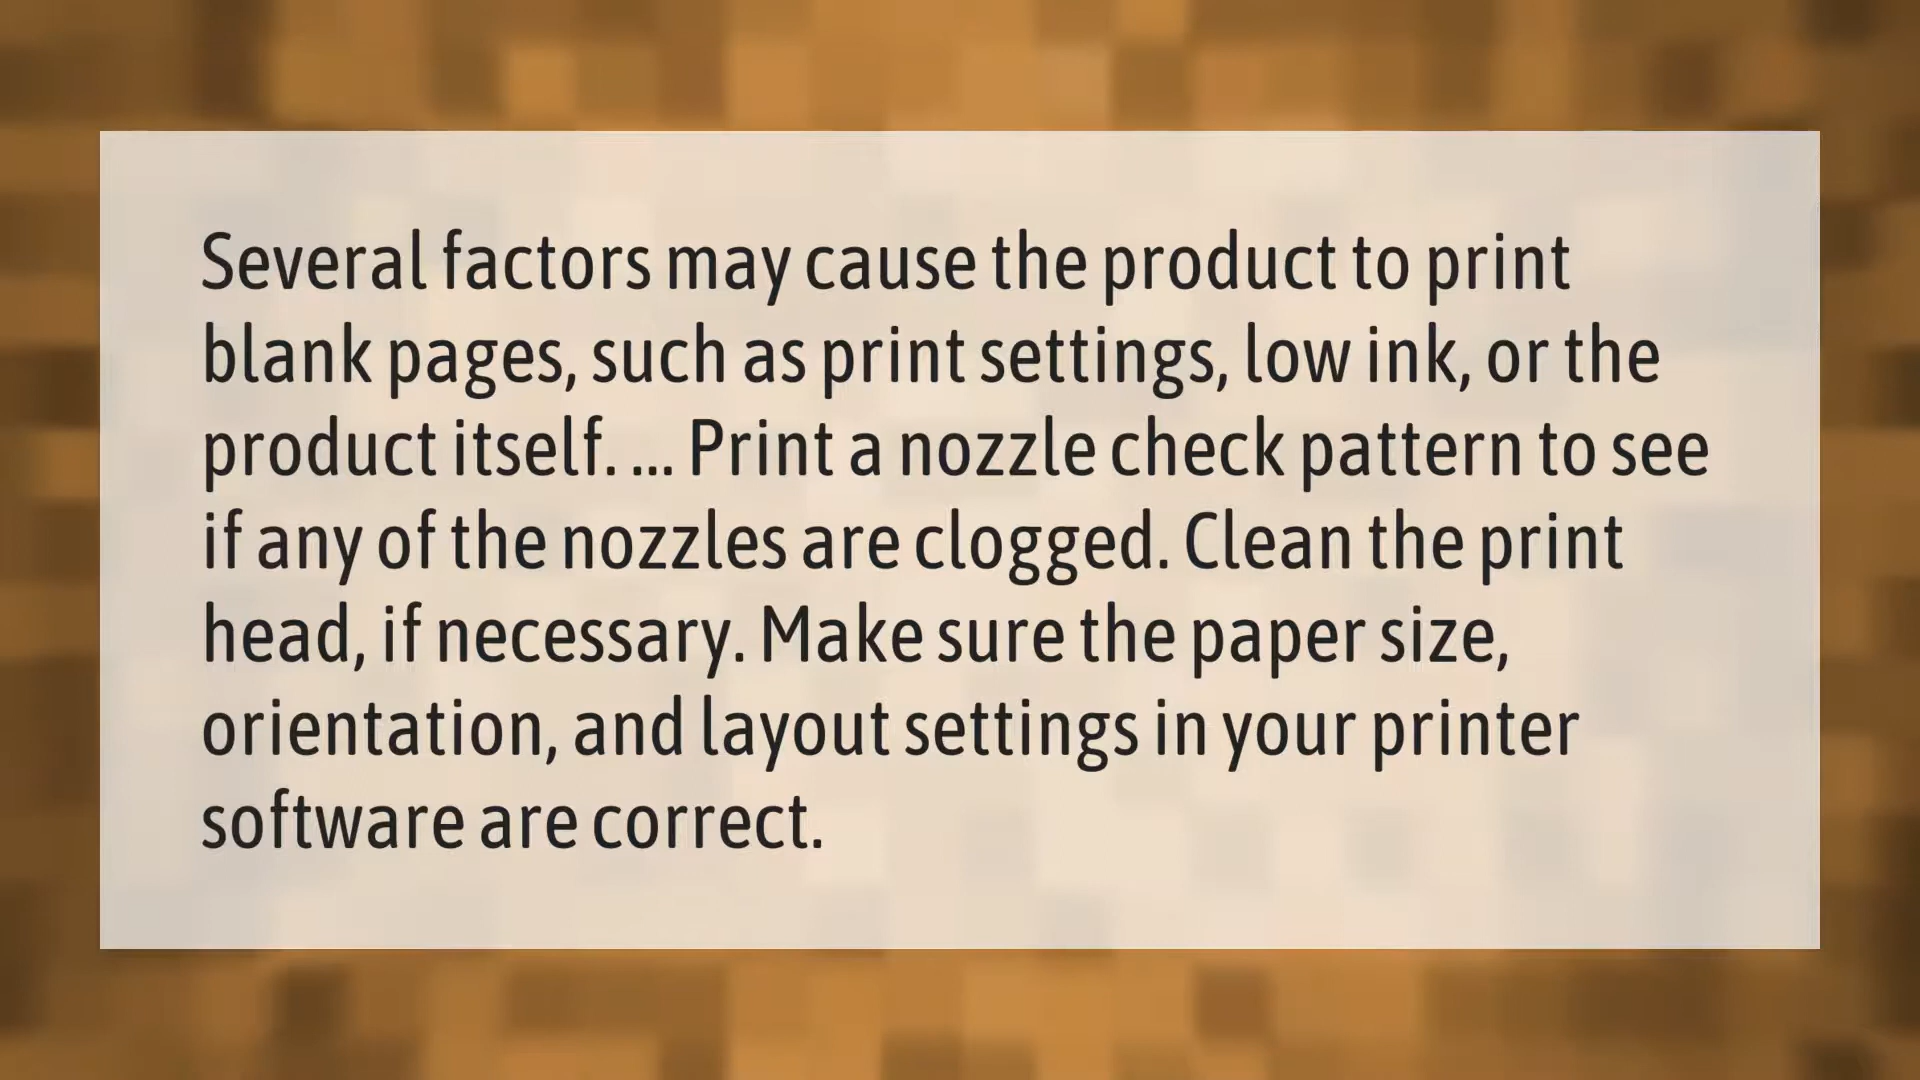 Several factors may cause the product to print
blank pages, such as print settings, low ink, or the
product itself. ... Print a nozzle check pattern to see
if any of the nozzles are clogged. Clean the print
head, if necessary. Make sure the paper size,
orientation, and layout settings in your printer
software are correct.